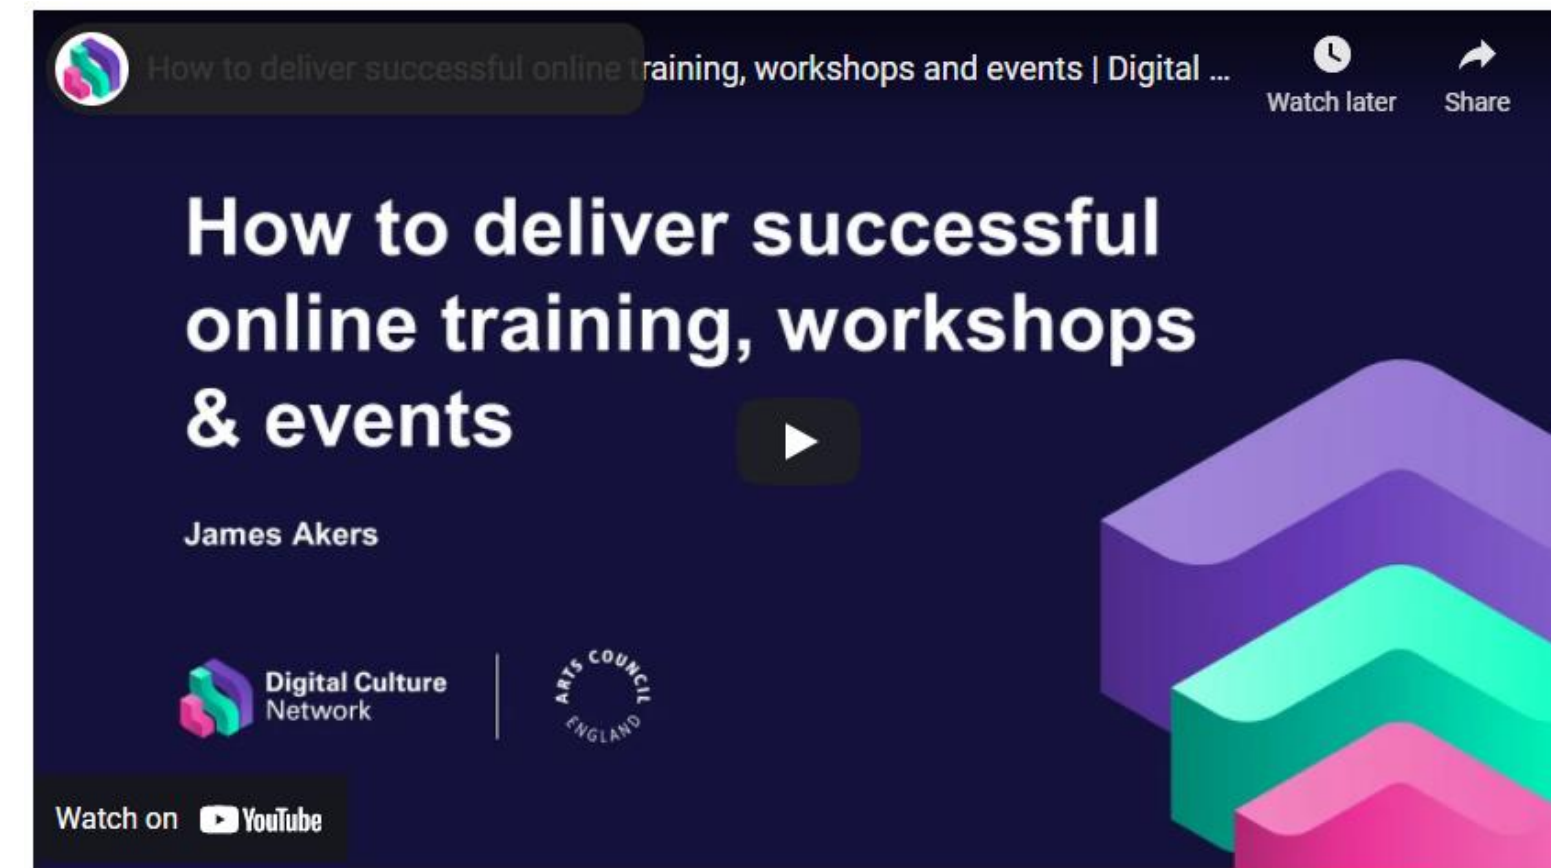 How to deliver successful online training, workshops and events | Digital ...
Watch later
Share
How to deliver successful
online training, workshops
& events
James Akers
Digital Culture
Network
ARTS COUNCIL
ENGLAND
Watch on YouTube